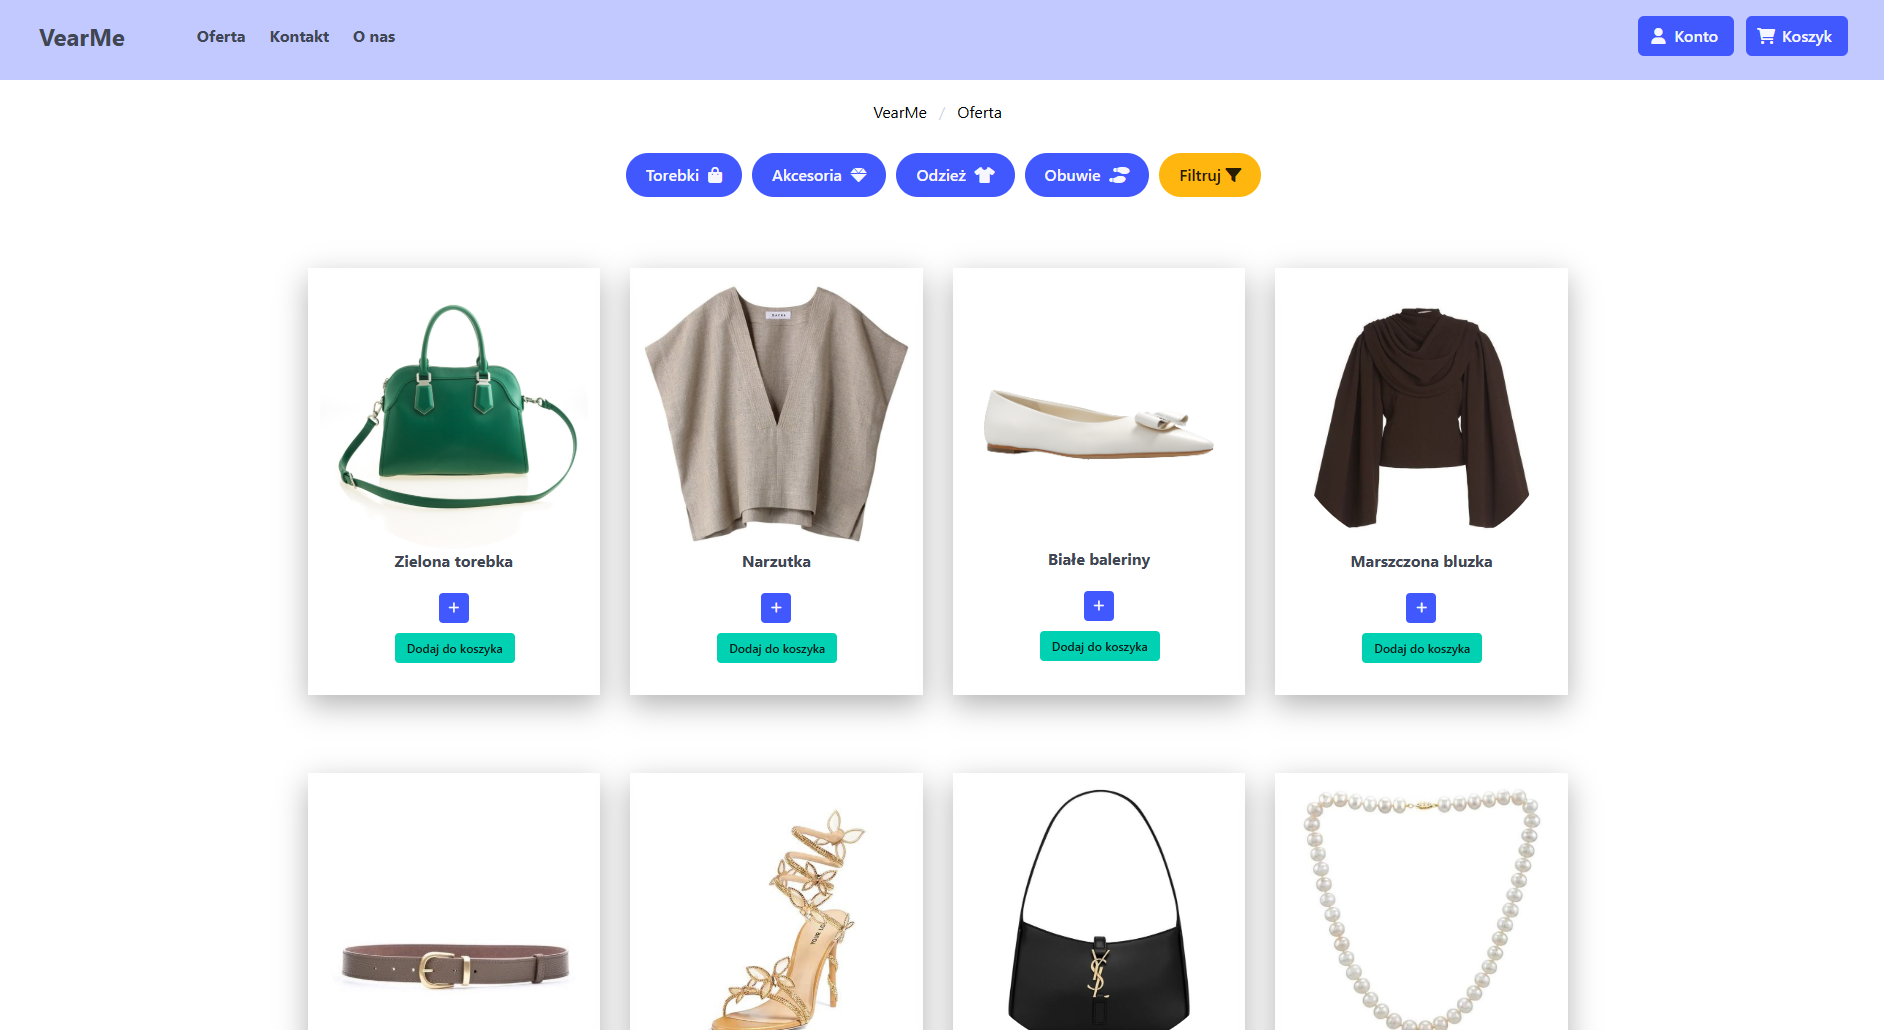 VearMe Oferta Kontakt O nas Konto Koszyk
VearMe / Oferta
Torebki Akcesoria Odzież Obuwie Filtruj
Zielona torebka
+
Dodaj do koszyka
Narzutka
+
Dodaj do koszyka
Białe baleriny
+
Dodaj do koszyka
Marszczona bluzka
+
Dodaj do koszyka
YSL